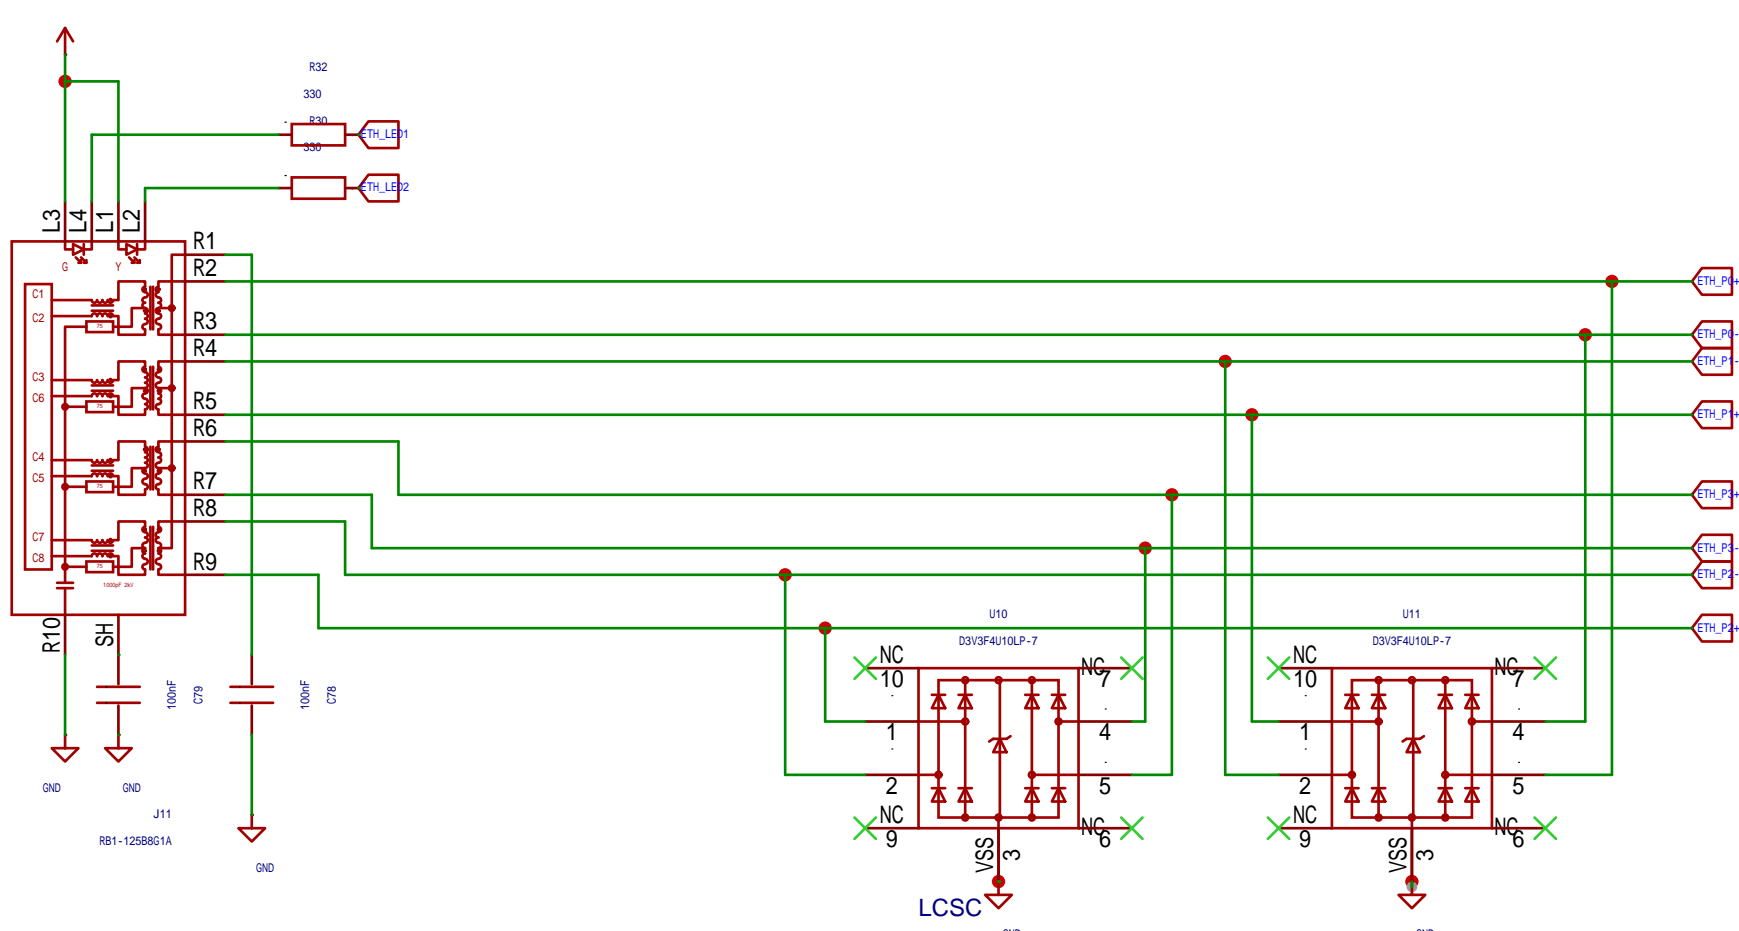 R32
330
R30
330
ETH_LED1
ETH_LED2
L3
L4
L1
L2
G
Y
R1
R2
R3
R4
R5
R6
R7
R8
R9
C1
C2
C3
C6
C4
C5
C7
C8
75
75
75
75
1000pF 2kV
R10
SH
ETH_P0+
ETH_P0-
ETH_P1-
ETH_P1+
ETH_P3+
ETH_P3-
ETH_P2-
ETH_P2+
100nF
C79
100nF
C78
GND
GND
J11
RB1-125B8G1A
GND
U10
D3V3F4U10LP-7
NC
10
NC
7
1
4
2
5
NC
9
NC
6
VSS
3
LCSC
GND
U11
D3V3F4U10LP-7
NC
10
NC
7
1
4
2
5
NC
9
NC
6
VSS
3
GND